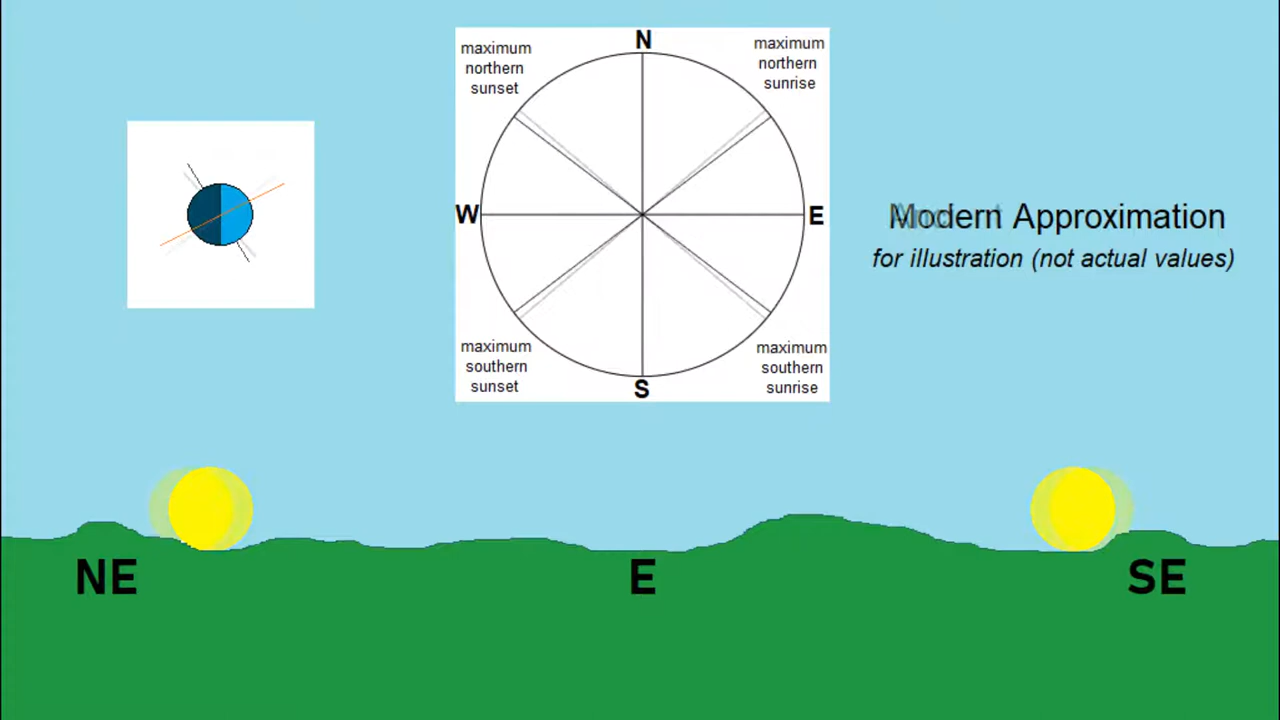 N
maximum
northern
sunset
maximum
northern
sunrise
W
E
Modern Approximation
for illustration (not actual values)
maximum
southern
sunset
maximum
southern
sunrise
S
NE
E
SE